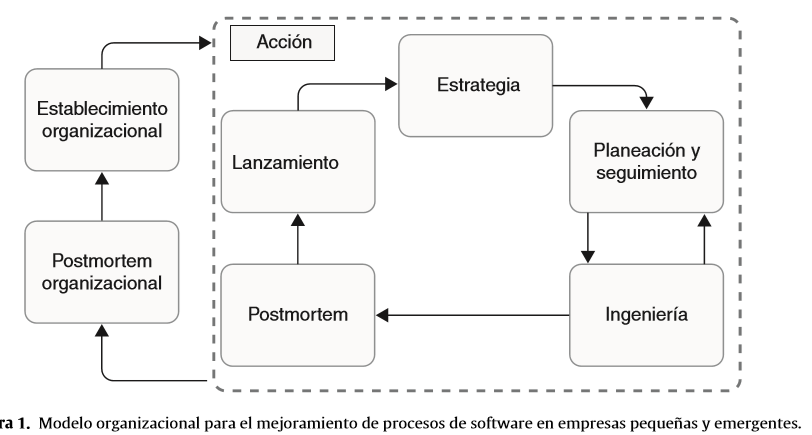 Acción
Establecimiento
organizacional
Estrategia
Lanzamiento
Planeación y
seguimiento
Postmortem
organizacional
Postmortem
Ingeniería
ra 1. Modelo organizacional para el mejoramiento de procesos de software en empresas pequeñas y emergentes.